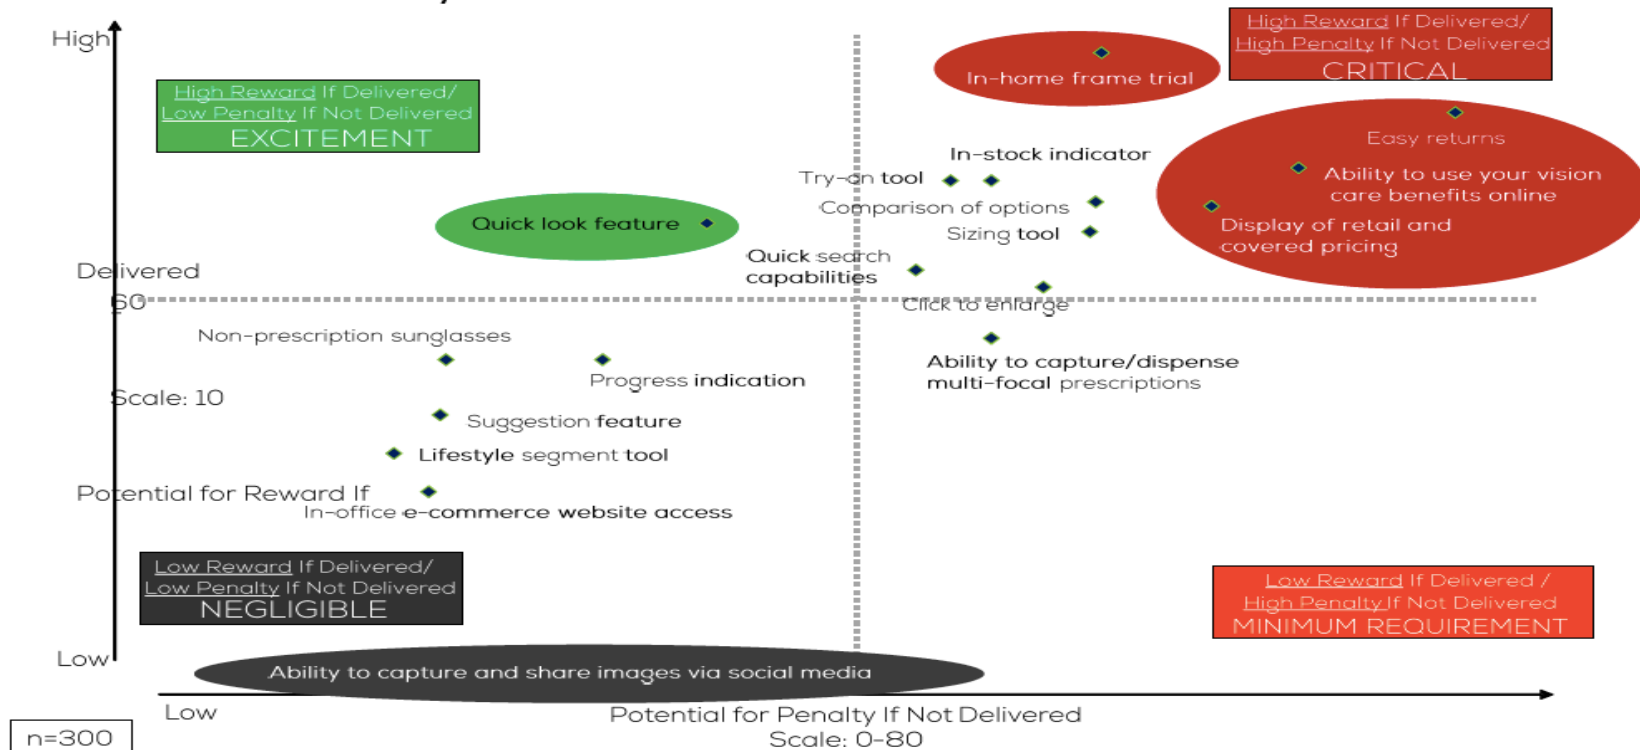 High
High Reward If Delivered/
High Penalty If Not Delivered
CRITICAL
High Reward If Delivered/
Low Penalty If Not Delivered
EXCITEMENT
In-home frame trial
Easy returns
In-stock indicator
Try-on tool
Ability to use your vision
care benefits online
Comparison of options
Quick look feature
Sizing tool
Display of retail and
covered pricing
Quick search
capabilities
Delivered
Click to enlarge
Non-prescription sunglasses
Ability to capture/dispense
multi-focal prescriptions
Progress indication
Scale: 10
Suggestion feature
Lifestyle segment tool
Potential for Reward If
In-office e-commerce website access
Low Reward If Delivered/
Low Penalty If Not Delivered
NEGLIGIBLE
Low Reward If Delivered /
High Penalty If Not Delivered
MINIMUM REQUIREMENT
Low
Ability to capture and share images via social media
Low
Potential for Penalty If Not Delivered
Scale: 0-80
n=300